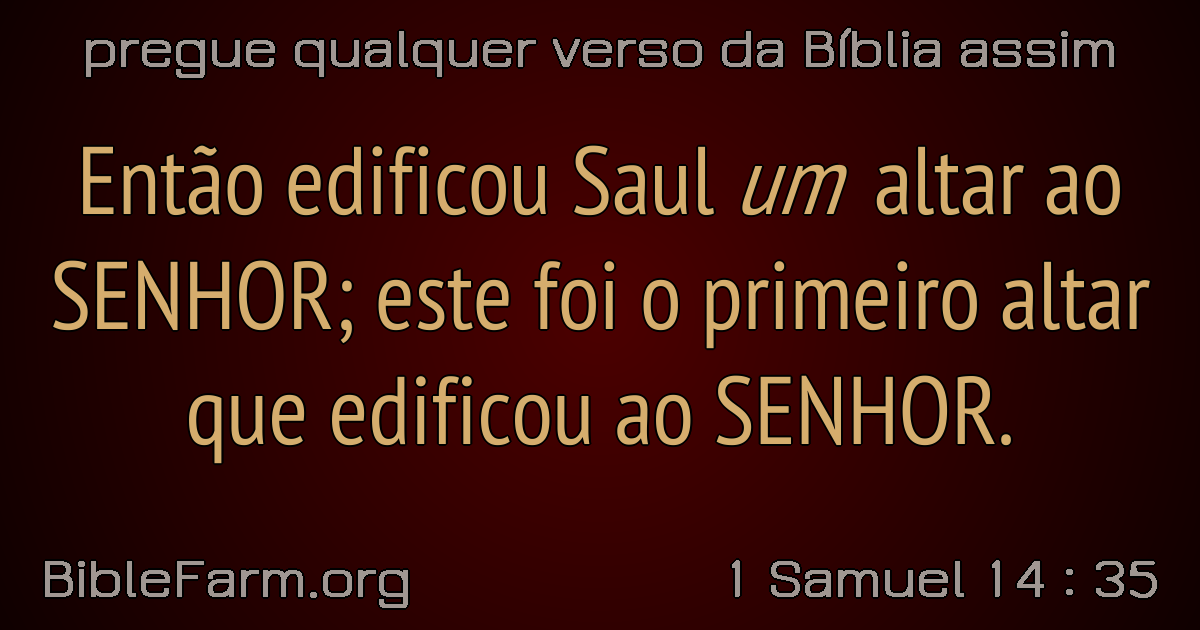 pregue qualquer verso da Bíblia assim
Então edificou Saul um altar ao
SENHOR; este foi o primeiro altar
que edificou ao SENHOR.
BibleFarm.org
1 Samuel 14 : 35